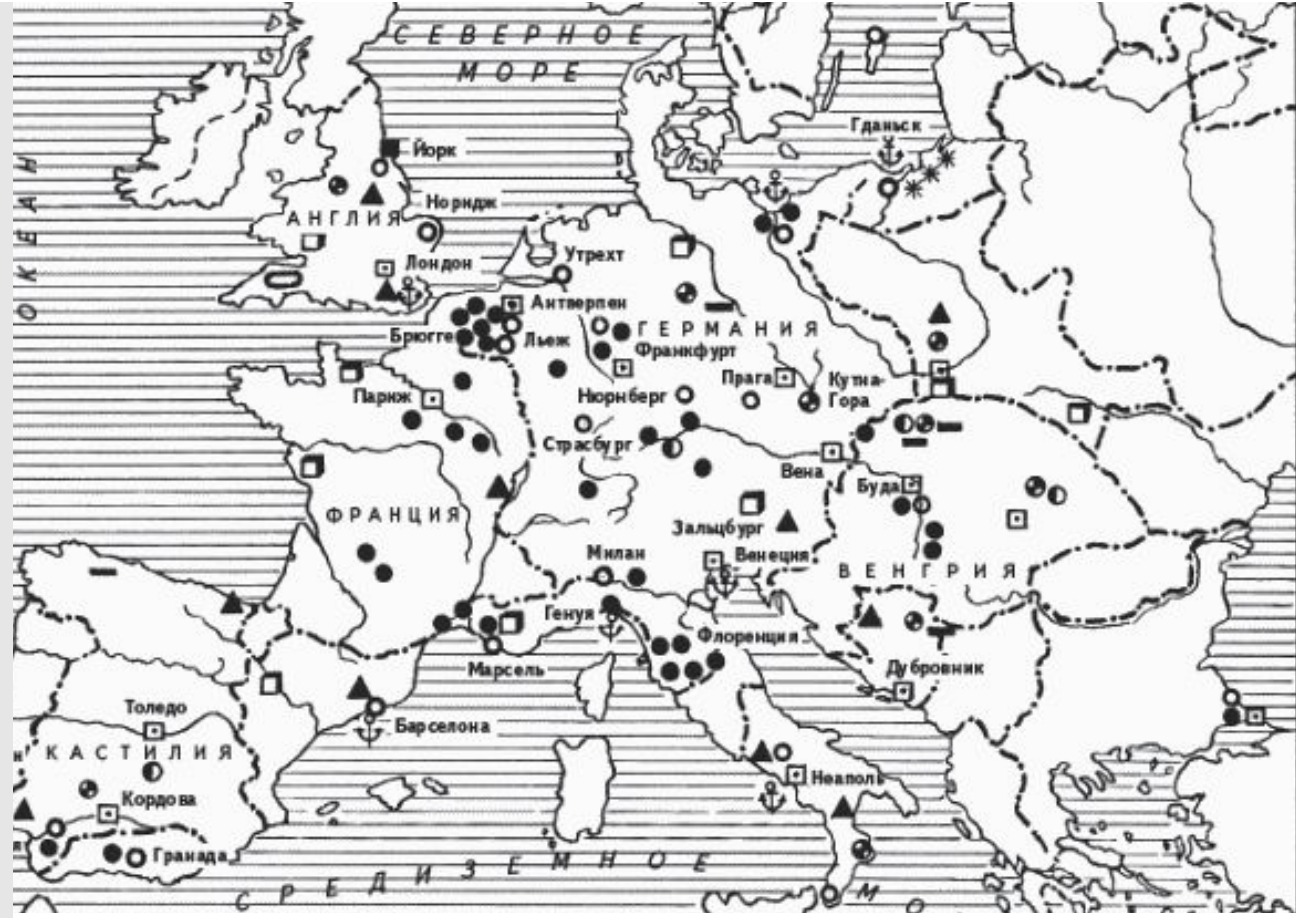 СЕВЕРНОЕ
МОРЕ
ОКЕАН
Гданьск
Йорк
Норидж
АНГЛИЯ
Лондон
Утрехт
Антверпен
ГЕРМАНИЯ
Брюгге
Льеж
Франкфурт
Прага
Кутна-
Гора
Париж
Нюрнберг
Страсбург
Вена
Буда
ФРАНЦИЯ
Зальцбург
Милан
Венеция
ВЕНГРИЯ
Генуя
Флоренция
Марсель
Дубровник
Толедо
Барселона
КАСТИЛИЯ
Неаполь
Кордова
Гранада
СРЕДИЗЕМНОЕ
МО